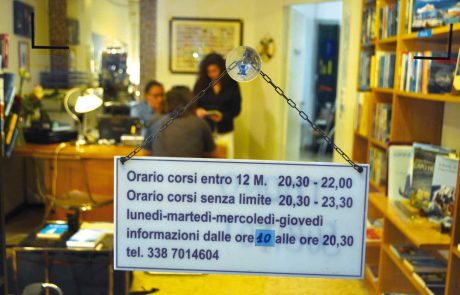 Orario corsi entro 12 M. 20,30 - 22,00
Orario corsi senza limite 20,30 - 23,30
lunedì-martedì-mercoledì-giovedì
informazioni dalle ore 10 alle ore 20,30
tel. 338 7014604